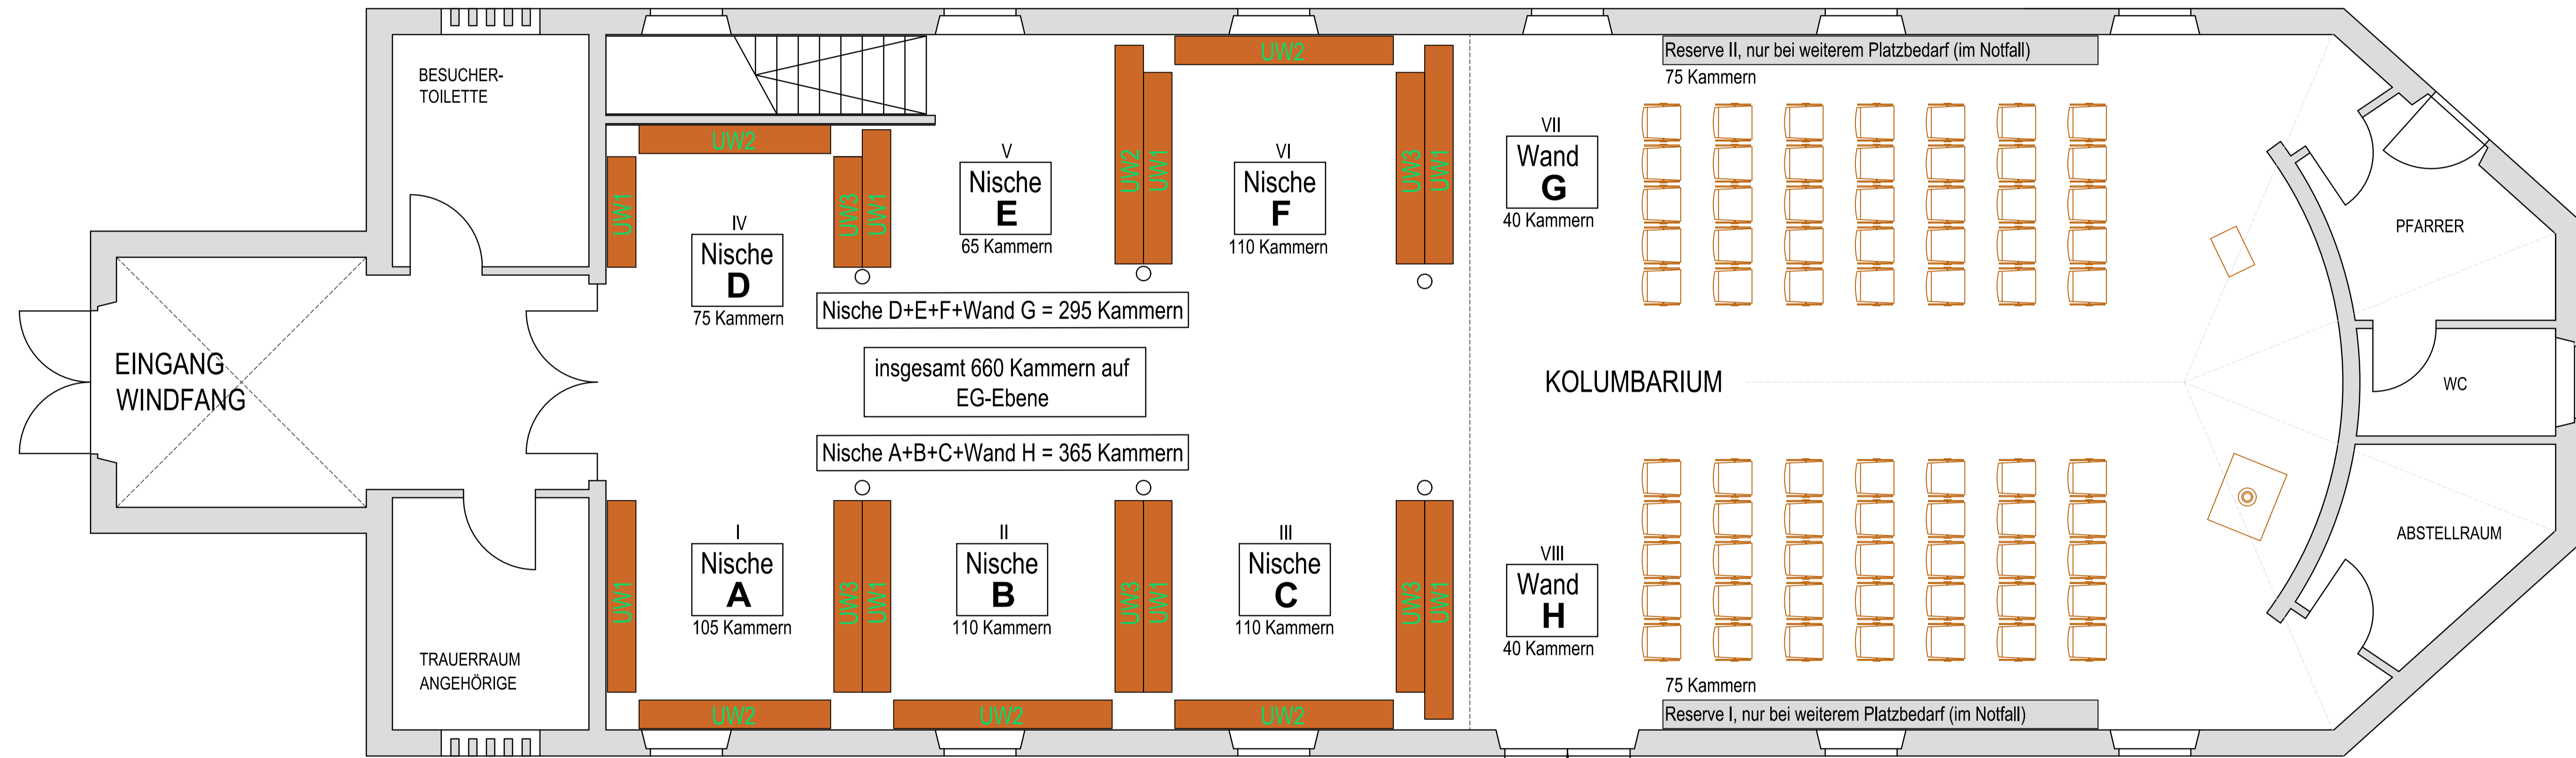 BESUCHER-
TOILETTE
EINGANG
WINDFANG
TRAUERRAUM
ANGEHÖRIGE
UW2
UW1
UW3
UW1
IV
Nische
D
75 Kammern
V
Nische
E
65 Kammern
UW2
UW1
UW2
VI
Nische
F
110 Kammern
UW3
UW1
Nische D+E+F+Wand G = 295 Kammern
insgesamt 660 Kammern auf
EG-Ebene
Nische A+B+C+Wand H = 365 Kammern
UW1
I
Nische
A
105 Kammern
UW2
UW3
UW1
II
Nische
B
110 Kammern
UW2
UW3
UW1
III
Nische
C
110 Kammern
UW2
UW3
UW1
VII
Wand
G
40 Kammern
Reserve II, nur bei weiterem Platzbedarf (im Notfall)
75 Kammern
KOLUMBARIUM
VIII
Wand
H
40 Kammern
75 Kammern
Reserve I, nur bei weiterem Platzbedarf (im Notfall)
PFARRER
WC
ABSTELLRAUM